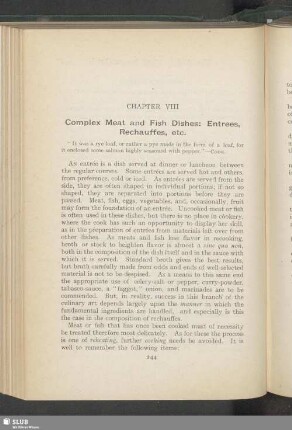 CHAPTER VIII
Complex Meat and Fish Dishes: Entrees,
Rechauffes, etc.
"It was a rye loaf, or rather a pye made in the form of a loaf, for
it enclosed some salmon highly seasoned with pepper."
An entrée is a dish served at dinner or luncheon between
the regular courses. Some entrées are served hot and others,
from preference, cold or iced. As entrées are served from the
side, they are often shaped in individual portions; if not so
shaped, they are separated into portions before they are
passed. Meat, fish, eggs, vegetables, and, occasionally, fruit
may form the foundation of an entrée. Uncooked meat or fish
is often used in these dishes, but there is no place in cookery,
where the cook has such an opportunity to display her skill,
as in the preparation of entrées from materials left over from
other dishes. As meats and fish lose flavor in recooking,
broth or stock to heighten flavor is almost a sine qua non,
both in the composition of the dish itself and in the sauce with
which it is served. Standard broth gives the best results,
but broth carefully made from odds and ends of well-selected
material is not to be despised. As a means to this same end
the appropriate use of celery-salt or pepper, curry-powder,
tabasco-sauce, a "faggot," onion, and marinades are to be
commended. But, in reality, success in this branch of the
culinary art depends largely upon the manner in which the
fundamental ingredients are handled, and especially is this
the case in the composition of rechauffés.
Meat or fish that has once been cooked must of necessity
be treated therefore most delicately. As for these the process
is one of reheating, further cooking needs be avoided. It is
well to remember the following items:
244
SLUB